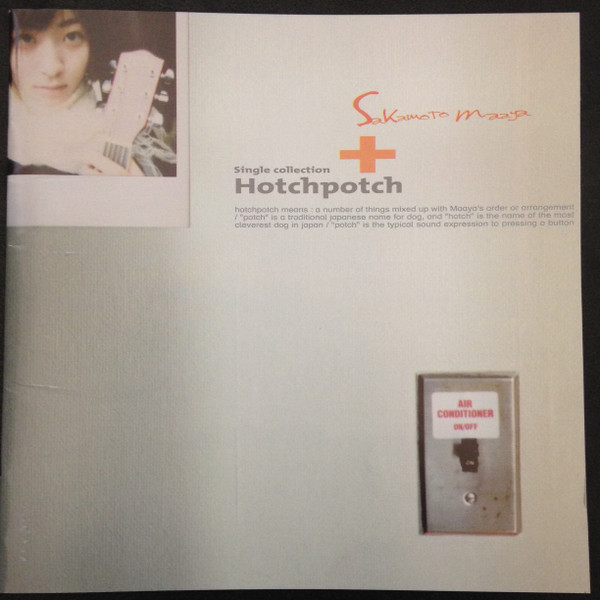 Sakamoto Maaya
+
Single collection
Hotchpotch
hotchpotch means : a number of things mixed up with Maaya's order or arrangement
/ "potch" is a traditional japanese name for dog, and "hotch" is the name of the most
cleverest dog in japan / "potch" is the typical sound expression to pressing a button
AIR
CONDITIONER
ON/OFF
ON